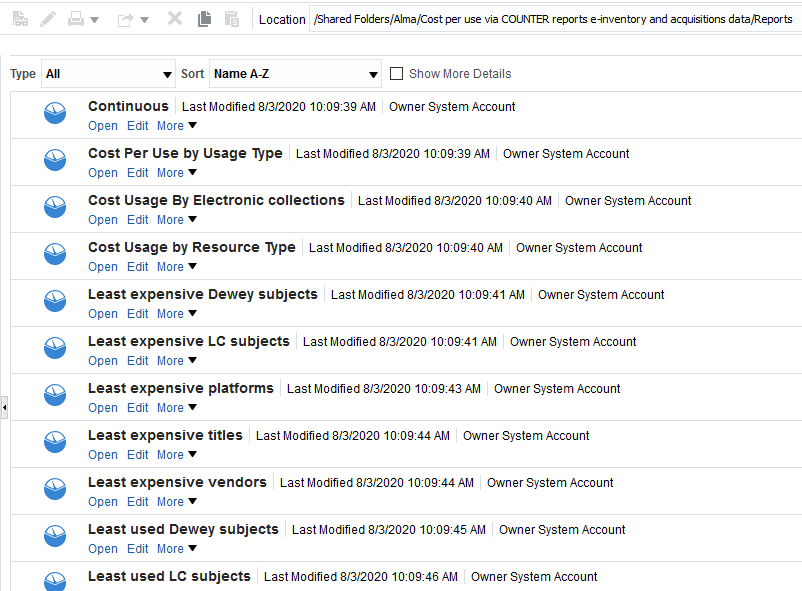 Location /Shared Folders/Alma/Cost per use via COUNTER reports e-inventory and acquisitions data/Reports
Type All Sort Name A-Z Show More Details
Continuous Last Modified 8/3/2020 10:09:39 AM Owner System Account
Open Edit More
Cost Per Use by Usage Type Last Modified 8/3/2020 10:09:39 AM Owner System Account
Open Edit More
Cost Usage By Electronic collections Last Modified 8/3/2020 10:09:40 AM Owner System Account
Open Edit More
Cost Usage by Resource Type Last Modified 8/3/2020 10:09:40 AM Owner System Account
Open Edit More
Least expensive Dewey subjects Last Modified 8/3/2020 10:09:41 AM Owner System Account
Open Edit More
Least expensive LC subjects Last Modified 8/3/2020 10:09:41 AM Owner System Account
Open Edit More
Least expensive platforms Last Modified 8/3/2020 10:09:43 AM Owner System Account
Open Edit More
Least expensive titles Last Modified 8/3/2020 10:09:44 AM Owner System Account
Open Edit More
Least expensive vendors Last Modified 8/3/2020 10:09:44 AM Owner System Account
Open Edit More
Least used Dewey subjects Last Modified 8/3/2020 10:09:45 AM Owner System Account
Open Edit More
Least used LC subjects Last Modified 8/3/2020 10:09:46 AM Owner System Account